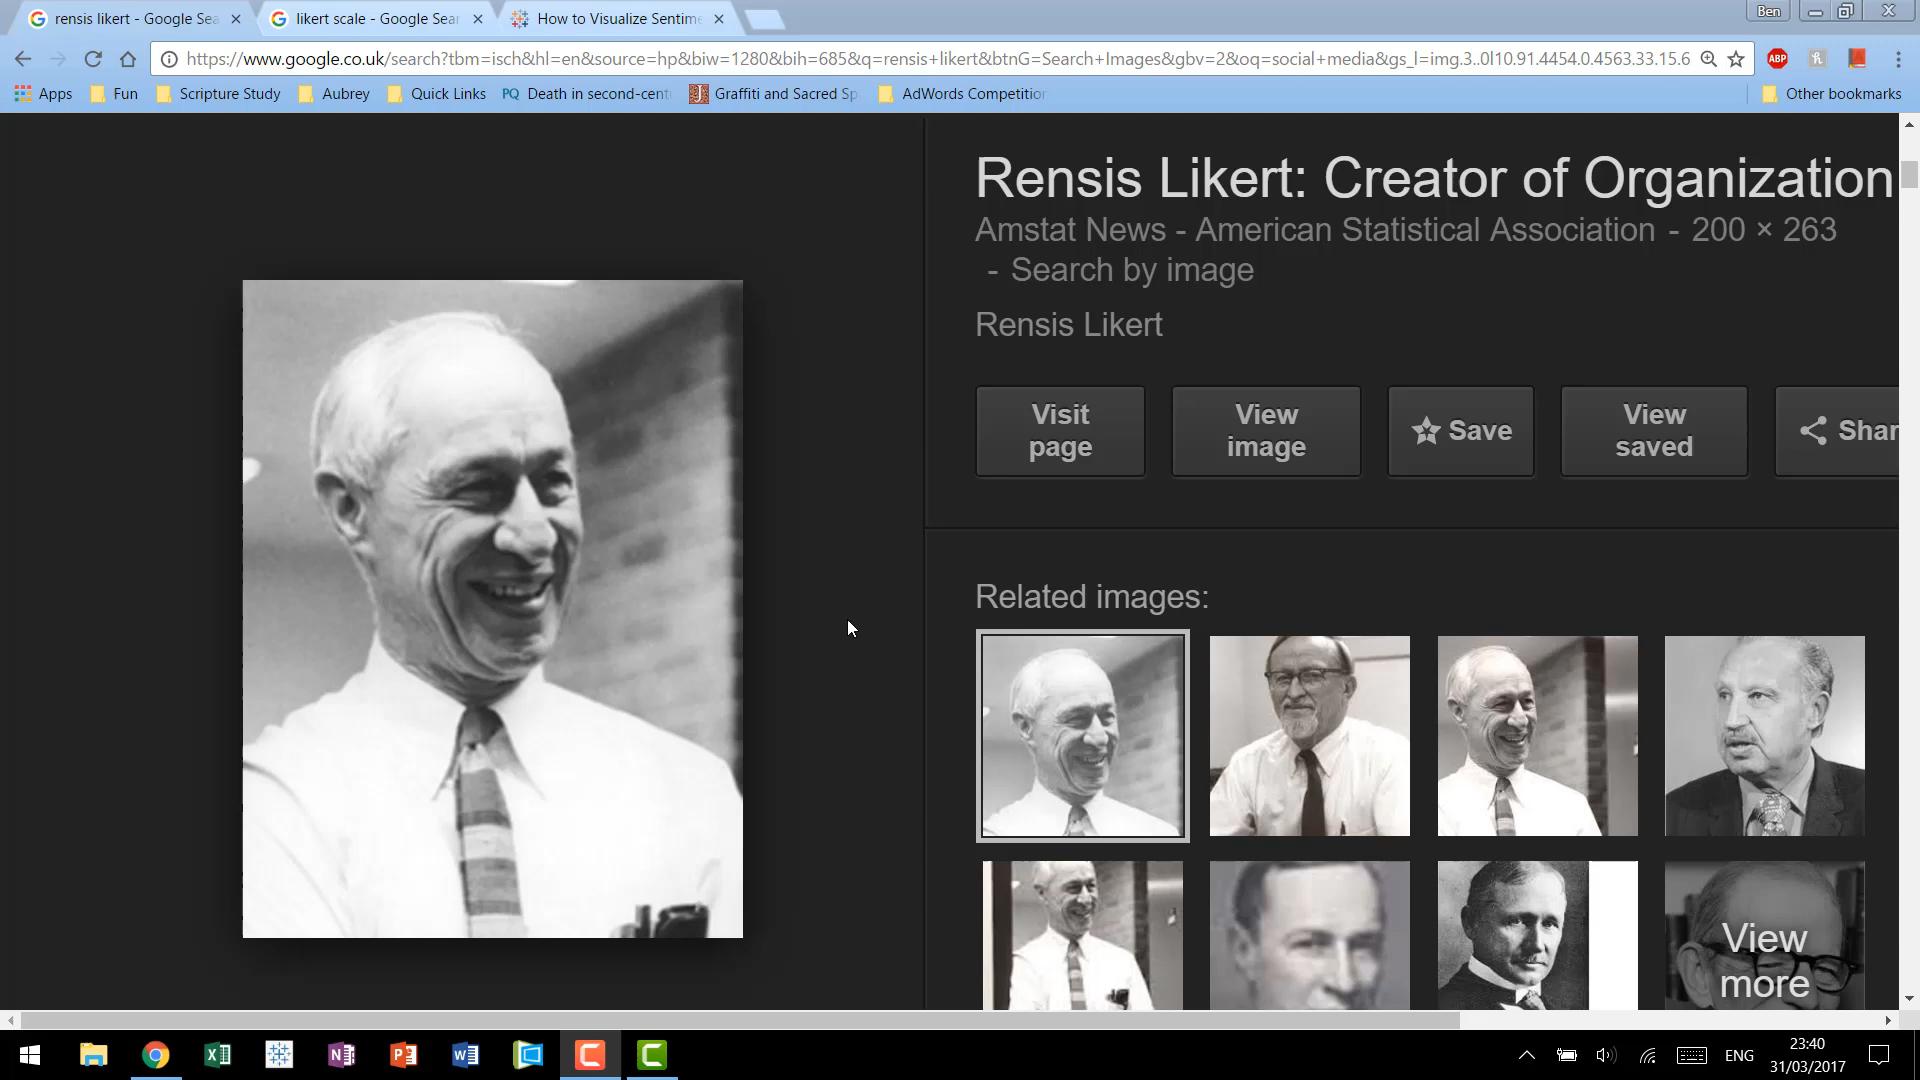 rensis likert - Google Sea
likert scale - Google Sear
How to Visualize Sentime
Ben
https://www.google.co.uk/search?tbm=isch&hl=en&source=hp&biw=1280&bih=685&q=rensis+likert&btnG=Search+Images&gbv=2&oq=social+media&gs_l=img.3..0l10.91.4454.0.4563.33.15.6
ABP
Apps
Fun
Scripture Study
Aubrey
Quick Links
PQ Death in second-cent
Graffiti and Sacred Sp
AdWords Competition
Other bookmarks
Rensis Likert: Creator of Organization
Amstat News - American Statistical Association - 200 × 263
- Search by image
Rensis Likert
Visit
page
View
image
Save
View
saved
Shar
Related images:
View
more
ENG
23:40
31/03/2017